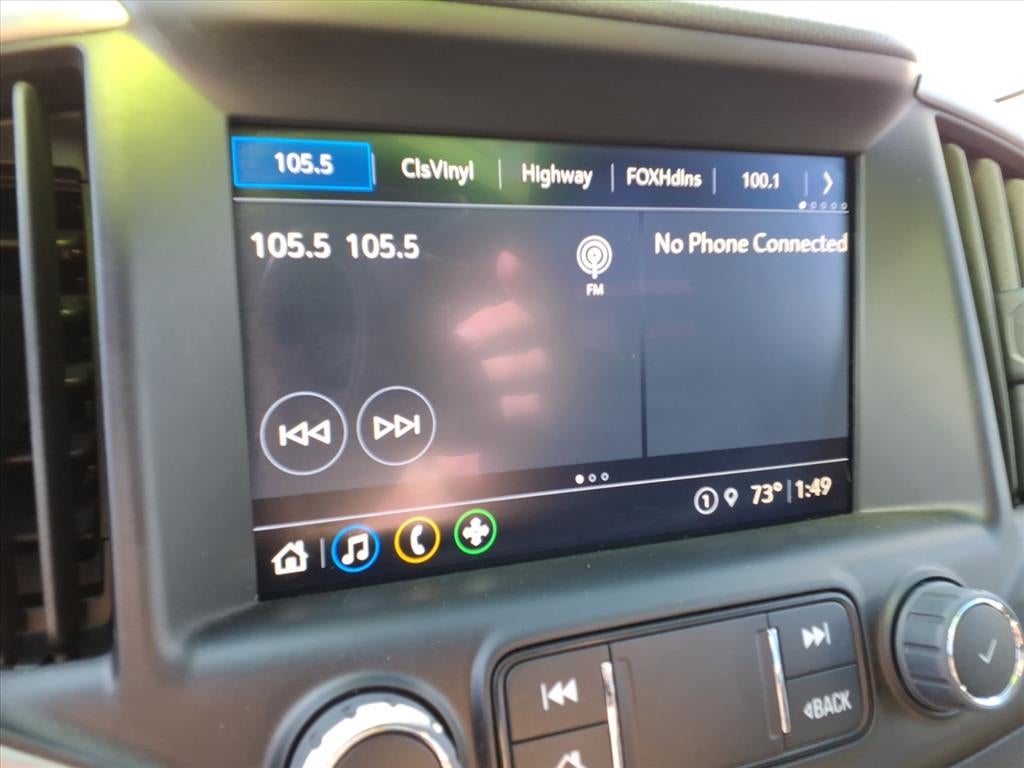 105.5 ClsVinyl Highway FOXHdlns 100.1
105.5 105.5
FM
No Phone Connected
1 73° 1:49
BACK